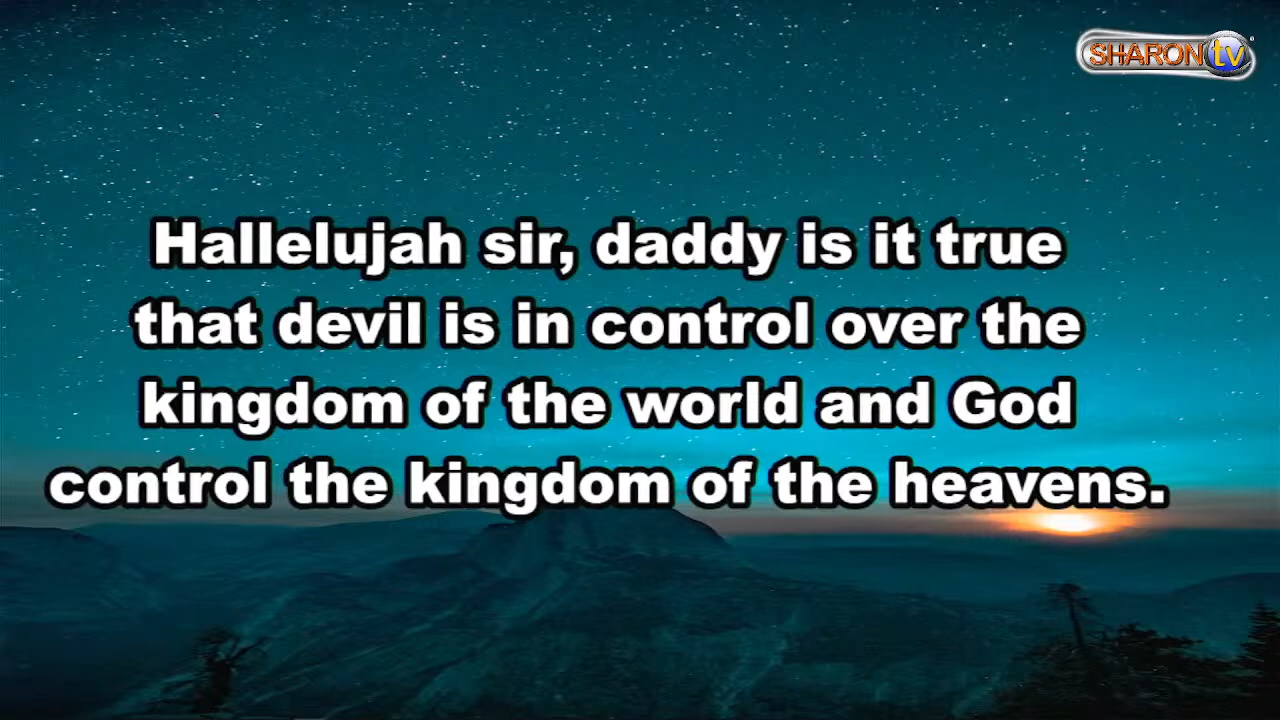 SHARON tv
Hallelujah sir, daddy is it true
that devil is in control over the
kingdom of the world and God
control the kingdom of the heavens.